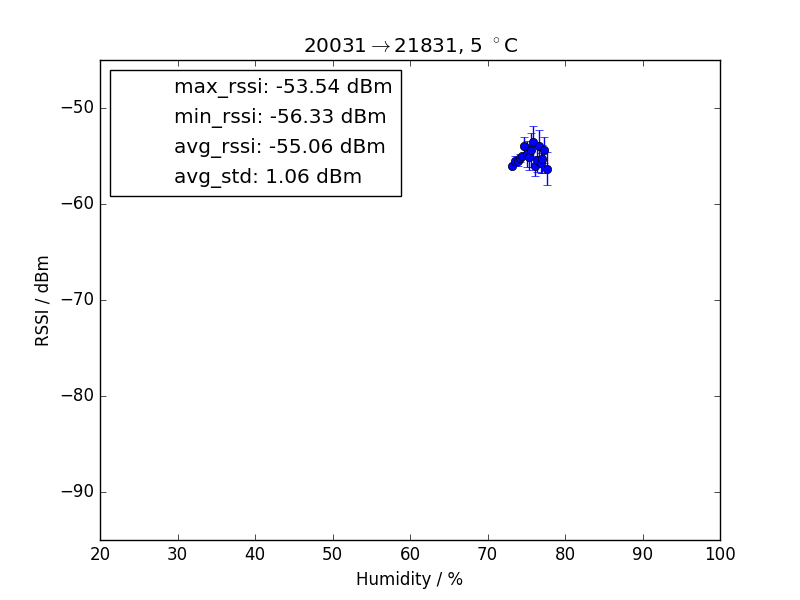 20031→21831, 5 °C
max_rssi: -53.54 dBm
min_rssi: -56.33 dBm
avg_rssi: -55.06 dBm
avg_std: 1.06 dBm
−50
−60
−70
−80
−90
RSSI / dBm
20 30 40 50 60 70 80 90 100
Humidity / %